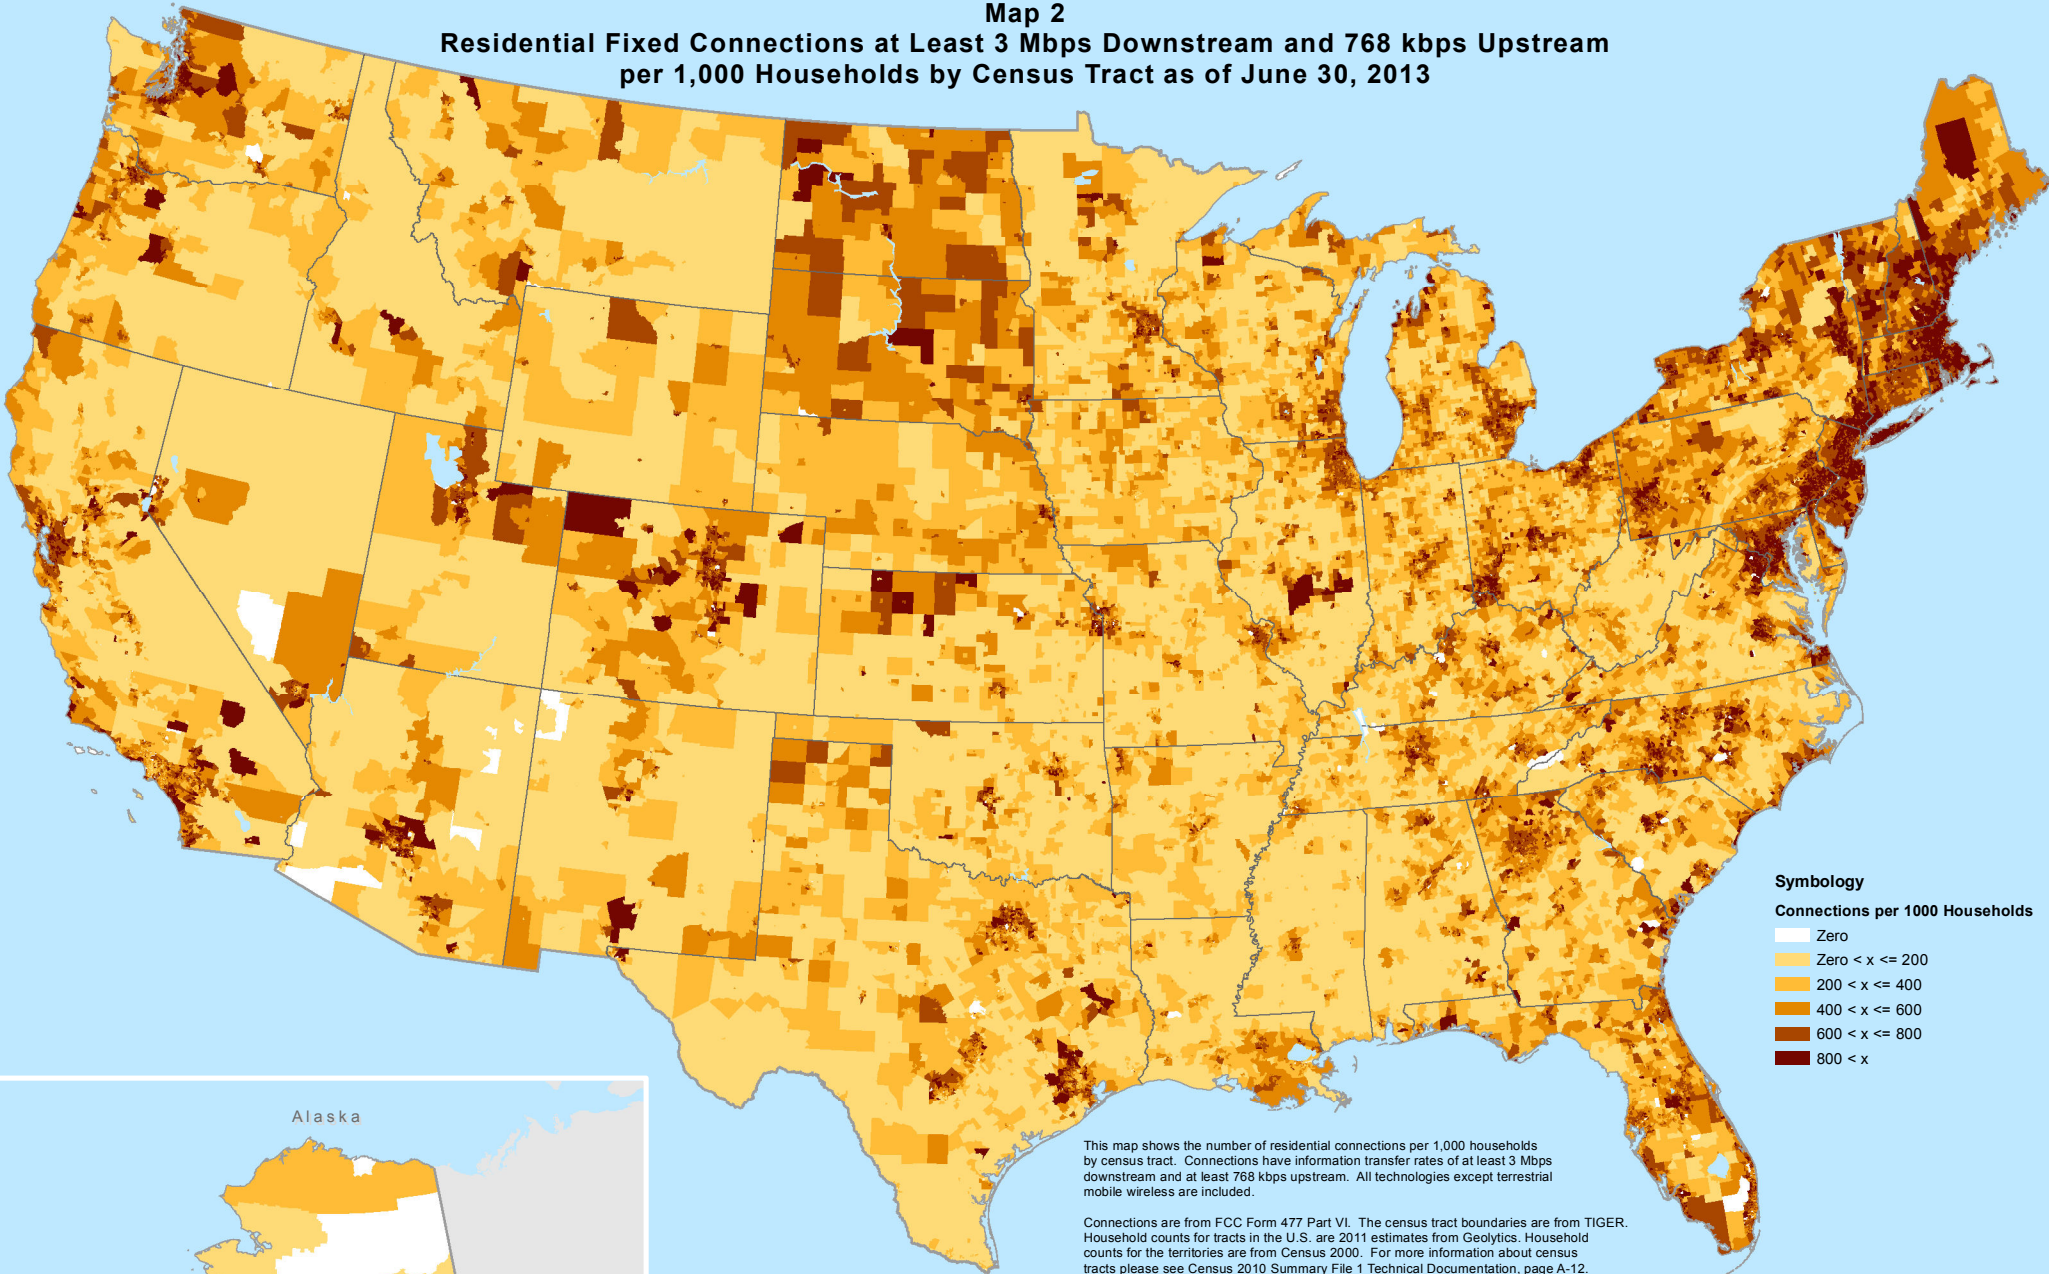 Map 2
Residential Fixed Connections at Least 3 Mbps Downstream and 768 kbps Upstream
per 1,000 Households by Census Tract as of June 30, 2013
Symbology
Connections per 1000 Households
Zero
Zero < x <= 200
200 < x <= 400
400 < x <= 600
600 < x <= 800
800 < x
Alaska
This map shows the number of residential connections per 1,000 households
by census tract.  Connections have information transfer rates of at least 3 Mbps
downstream and at least 768 kbps upstream.  All technologies except terrestrial
mobile wireless are included.
Connections are from FCC Form 477 Part VI.  The census tract boundaries are from TIGER.
Household counts for tracts in the U.S. are 2011 estimates from Geolytics. Household
counts for the territories are from Census 2000.  For more information about census
tracts please see Census 2010 Summary File 1 Technical Documentation, page A-12.